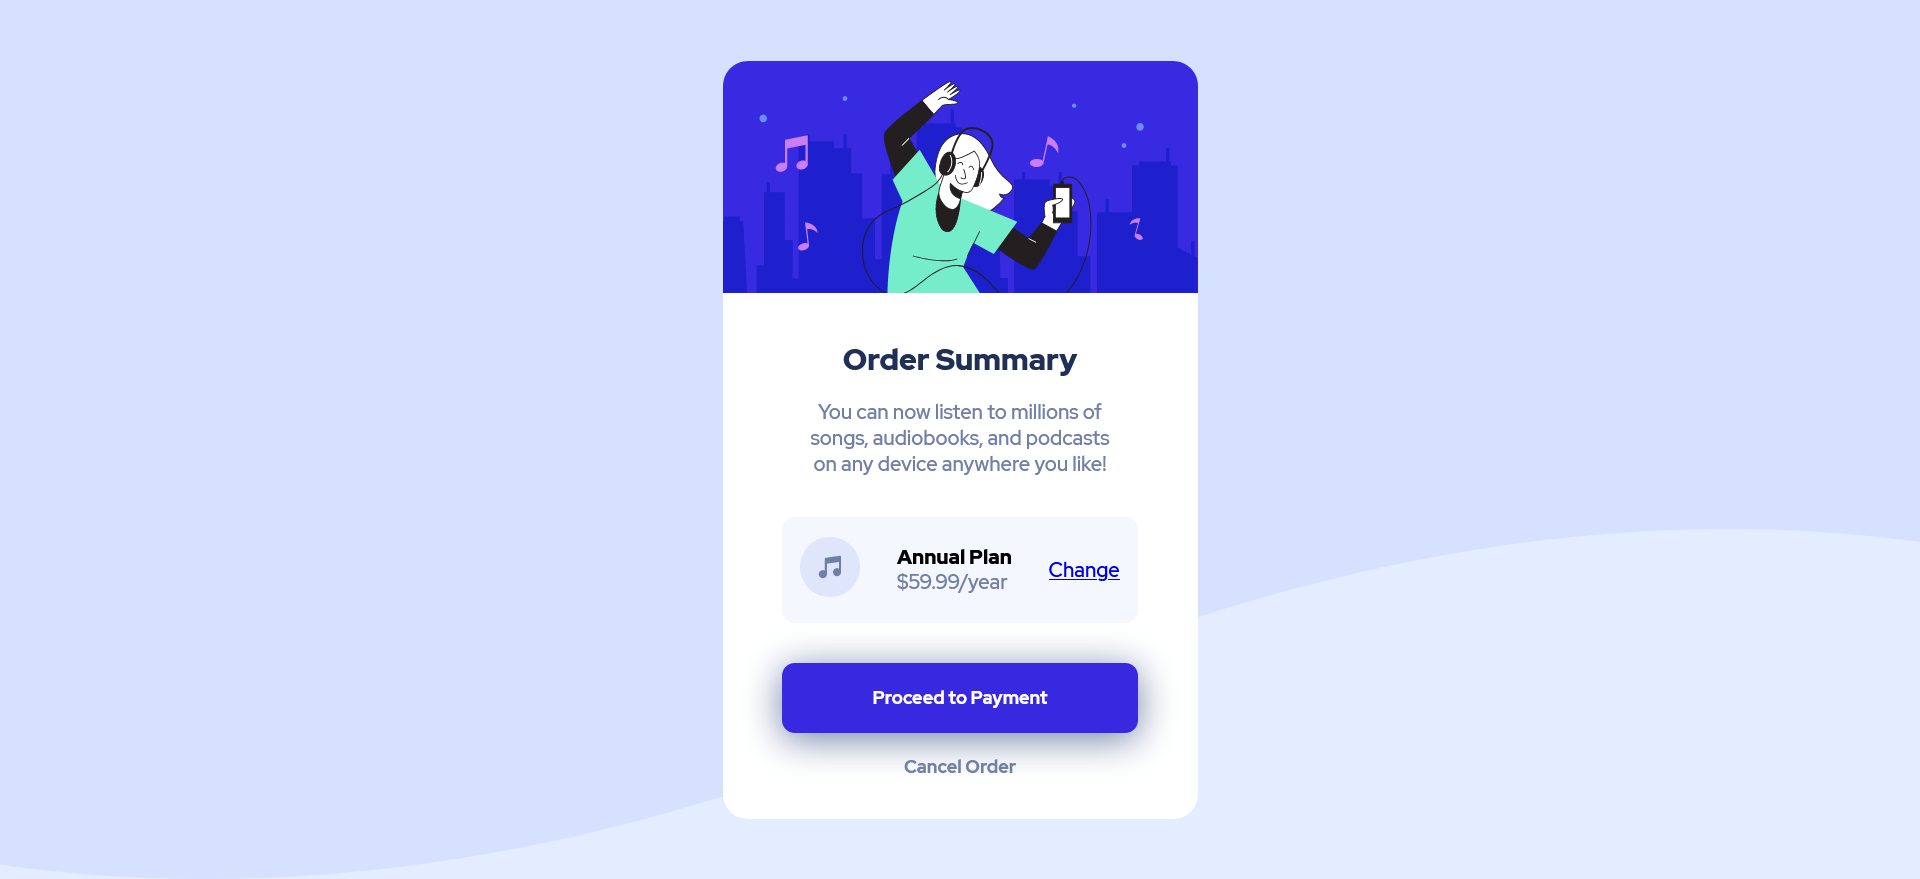 Order Summary
You can now listen to millions of
songs, audiobooks, and podcasts
on any device anywhere you like!
Annual Plan
$59.99/year
Change
Proceed to Payment
Cancel Order